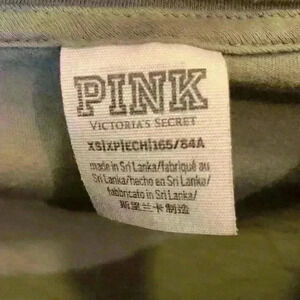 PINK
VICTORIA'S SECRET
XS|XP|ECH|165/84A
made in Sri Lanka/fabriqué au
Sri Lanka/hecho en Sri Lanka/
fabbricato in Sri Lanka/
斯里兰卡制造